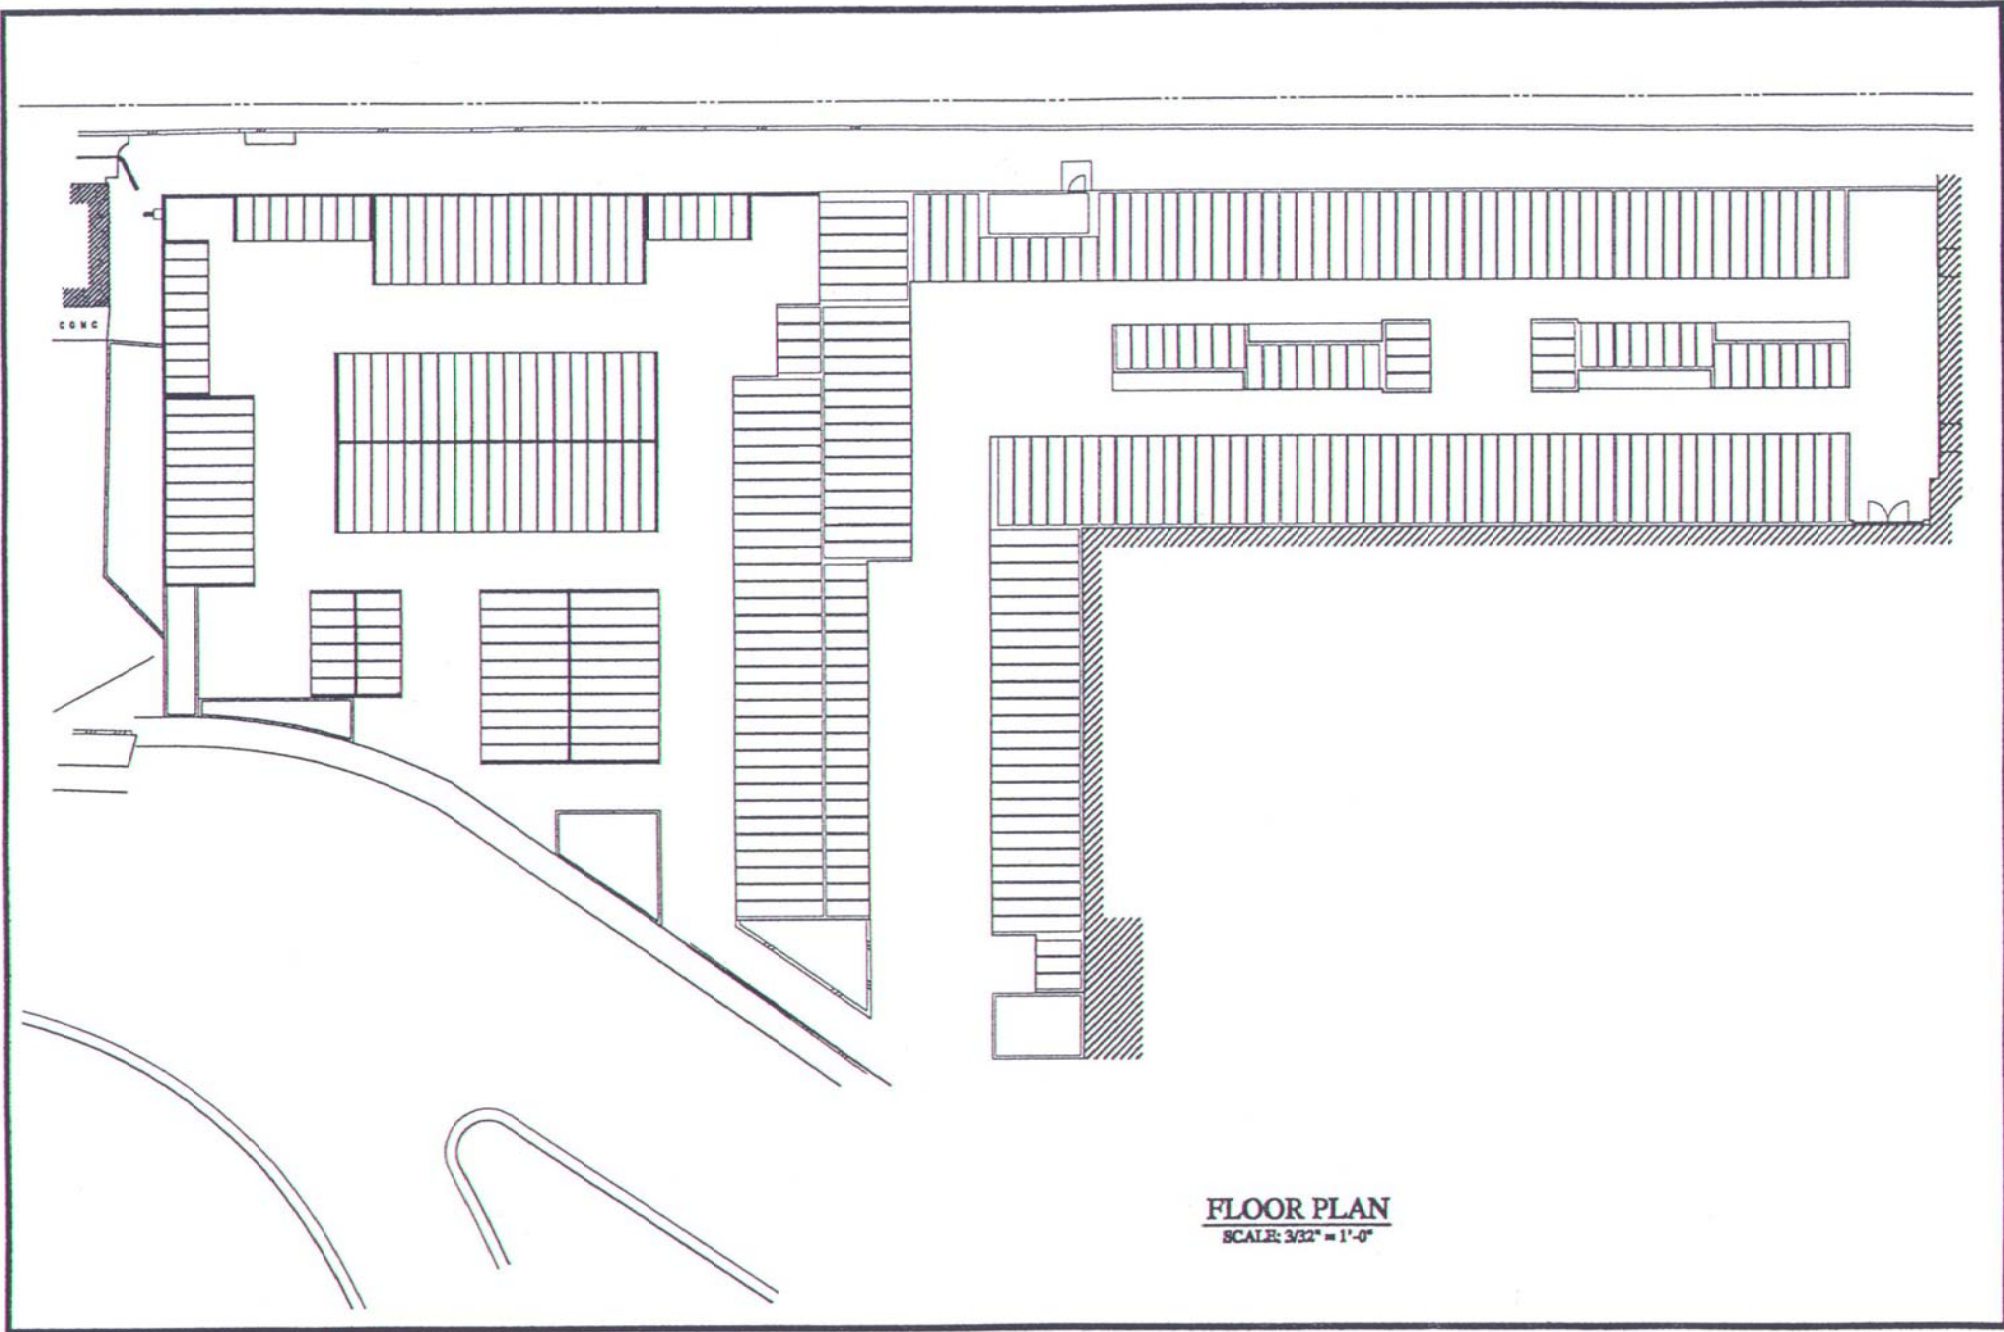 CONC
FLOOR PLAN
SCALE: 3/32" = 1'-0"